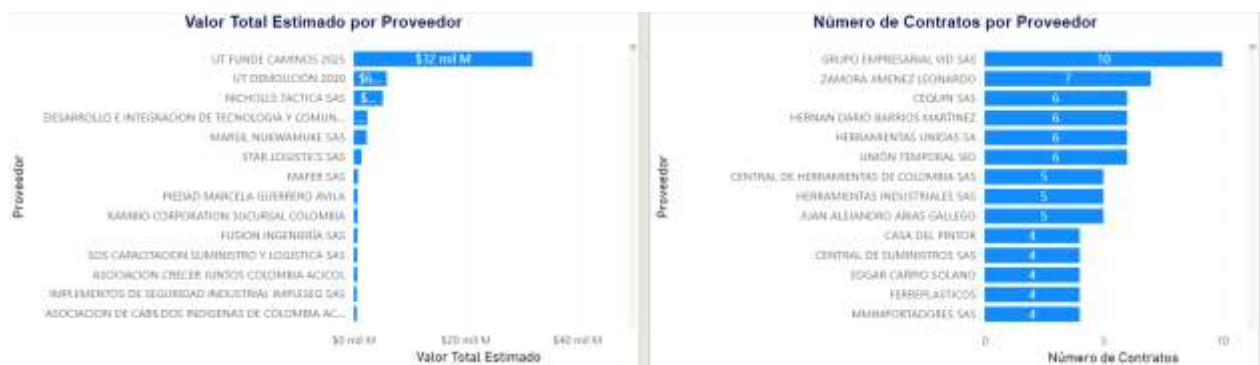 Valor Total Estimado por Proveedor
UT FUNDE CAMINOS 2025
$32 mil M
UT DEMOLICIÓN 2020
$6...
NICHOLLS TACTICA SAS
$...
DESARROLLO E INTEGRACION DE TECNOLOGIA Y COMUN...
...
MARSIL NUKWAMUKE SAS
STAR LOGISTICS SAS
MAFER SAS
PIEDAD MARCELA GUERRERO AVILA
KAMBIO CORPORATION SUCURSAL COLOMBIA
FUSION INGENIERÍA SAS
SOS CAPACITACION SUMINISTRO Y LOGISTICA SAS
ASOCIACION CRECER JUNTOS COLOMBIA ACICOL
IMPLEMENTOS DE SEGURIDAD INDUSTRIAL IMPLESEG SAS
ASOCIACION DE CABILDOS INDIGENAS DE COLOMBIA AC...
Proveedor
$0 mil M
$20 mil M
$40 mil M
Valor Total Estimado
Número de Contratos por Proveedor
GRUPO EMPRESARIAL VID SAS
10
ZAMORA JIMENEZ LEONARDO
7
CEQUIN SAS
6
HERNAN DARIO BARRIOS MARTINEZ
6
HERRAMIENTAS UNIDAS SA
6
UNIÓN TEMPORAL
6
CENTRAL DE HERRAMIENTAS DE COLOMBIA SAS
5
HERRAMIENTAS INDUSTRIALES SAS
5
JUAN ALEJANDRO ARIAS GALLEGO
5
CASA DEL PINTOR
4
CENTRAL DE SUMINISTROS SAS
4
EDGAR CARPIO SOLANO
4
FERREPLASTICOS
4
MMIMPORTADORES SAS
4
Proveedor
0
5
10
Número de Contratos